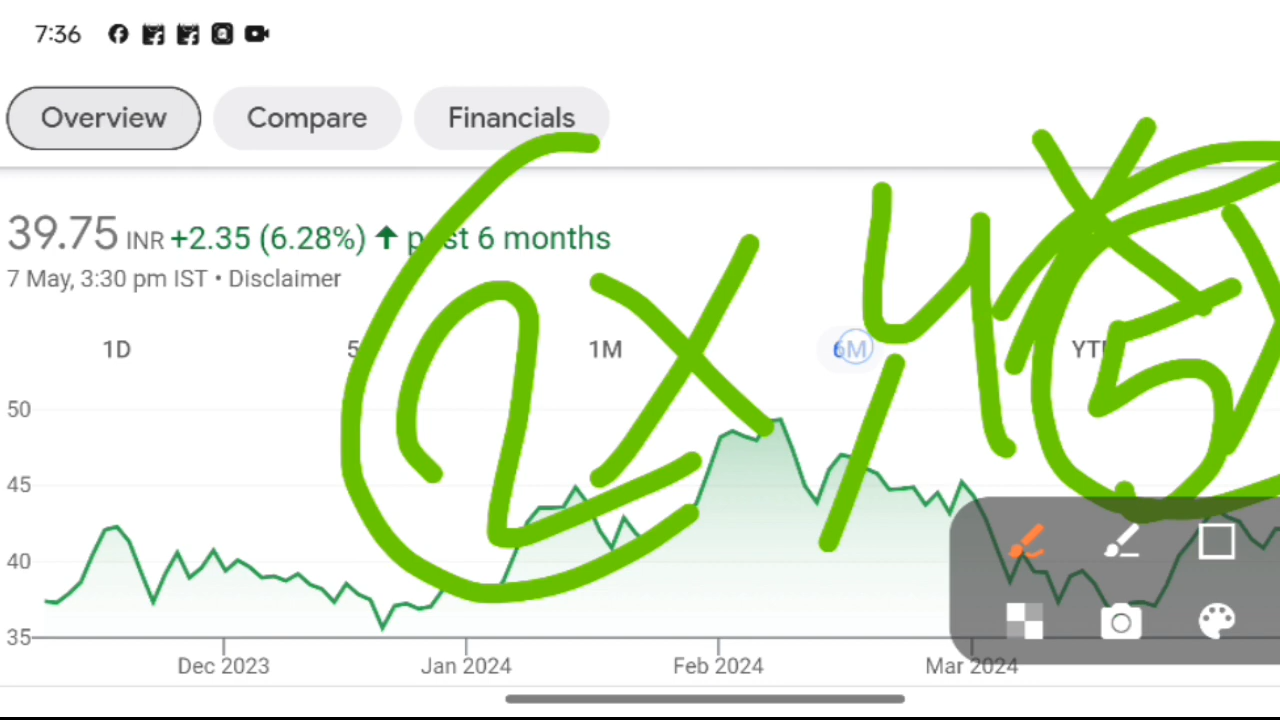 7:36
Overview Compare Financials
39.75 INR +2.35 (6.28%) ↑ past 6 months
7 May, 3:30 pm IST • Disclaimer
1D 1M 6M
50
45
40
35
Dec 2023 Jan 2024 Feb 2024 Mar 2024
2x, 4x 5x